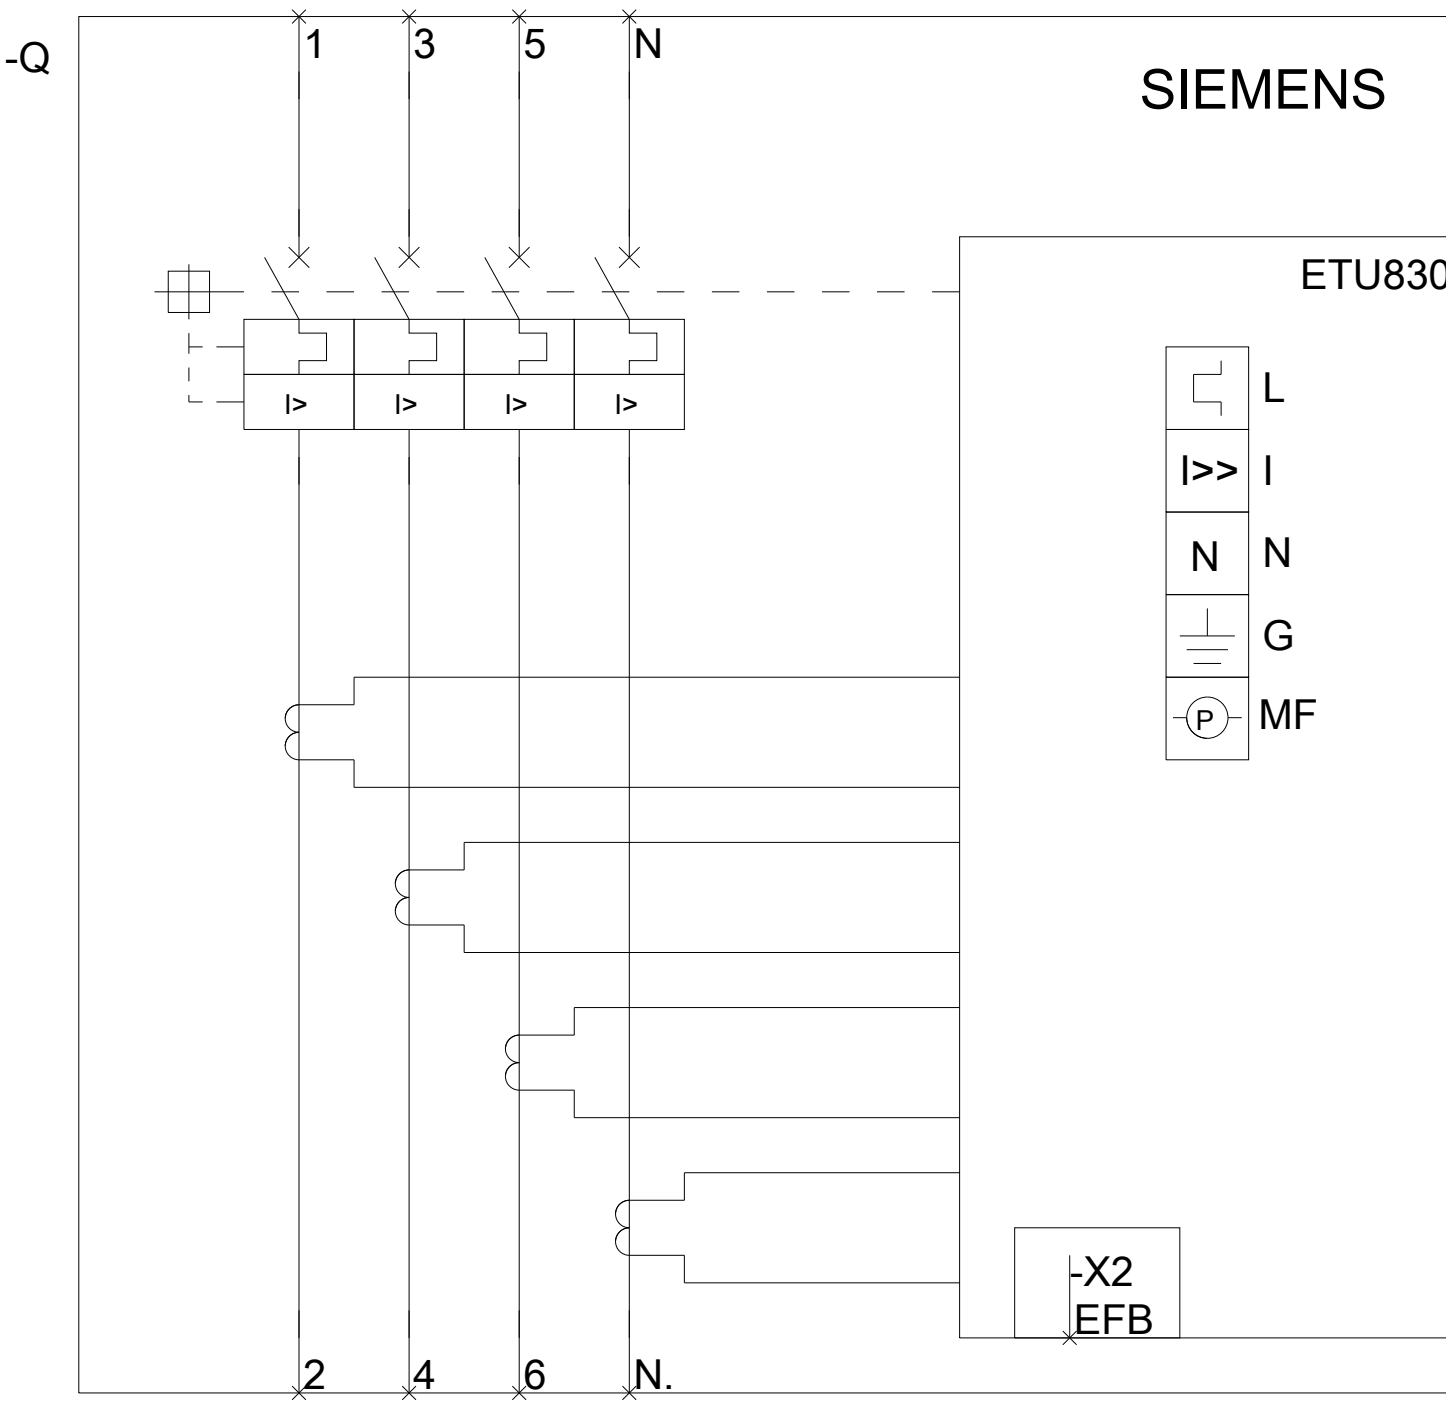 -Q
1 3 5 N
SIEMENS
ETU830
L
I> I> I> I>
I>> I
N N
G
P MF
-X2
EFB
2 4 6 N.